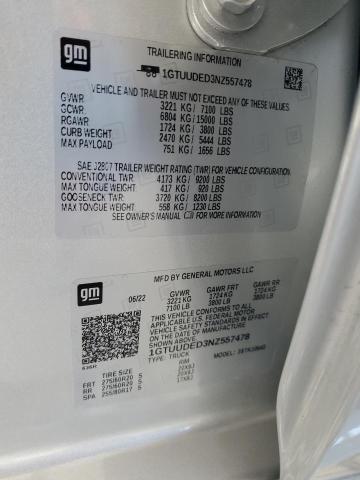 gm
TRAILERING INFORMATION
1GTUUDED3NZ557478
VEHICLE AND TRAILER MUST NOT EXCEED ANY OF THESE VALUES
GVWR 3221 KG/ 7100 LBS
GCWR 6804 KG/ 15000 LBS
RGAWR 1724 KG/ 3800 LBS
CURB WEIGHT 2470 KG/ 5444 LBS
MAX PAYLOAD 751 KG/ 1656 LBS
SAE J2807 TRAILER WEIGHT RATING (TWR) FOR VEHICLE CONFIGURATION.
CONVENTIONAL TWR 4173 KG/ 9200 LBS
MAX TONGUE WEIGHT 417 KG/ 920 LBS
GOOSENECK TWR 3720 KG/ 8200 LBS
MAX TONGUE WEIGHT 558 KG/ 1230 LBS
SEE OWNER'S MANUAL FOR ADDITIONAL INFORMATION
gm
MFD BY GENERAL MOTORS LLC
06/22 GVWR GAWR FRT GAWR RR
3221 KG 1724 KG 1724 KG
7100 LB 3800 LB 3800 LB
THIS VEHICLE CONFORMS TO ALL
APPLICABLE U.S. FEDERAL MOTOR
VEHICLE SAFETY AND THEFT
PREVENTION STANDARDS IN EFFECT
ON THE DATE OF MANUFACTURE
SHOWN ABOVE.
1GTUUDED3NZ557478
TYPE: TRUCK MODEL:
TIRE SIZE RIM
FRT 275/60R20 S 20X9J
RR 275/60R20 S 20X9J
SPA 255/80R17 S 17X8J